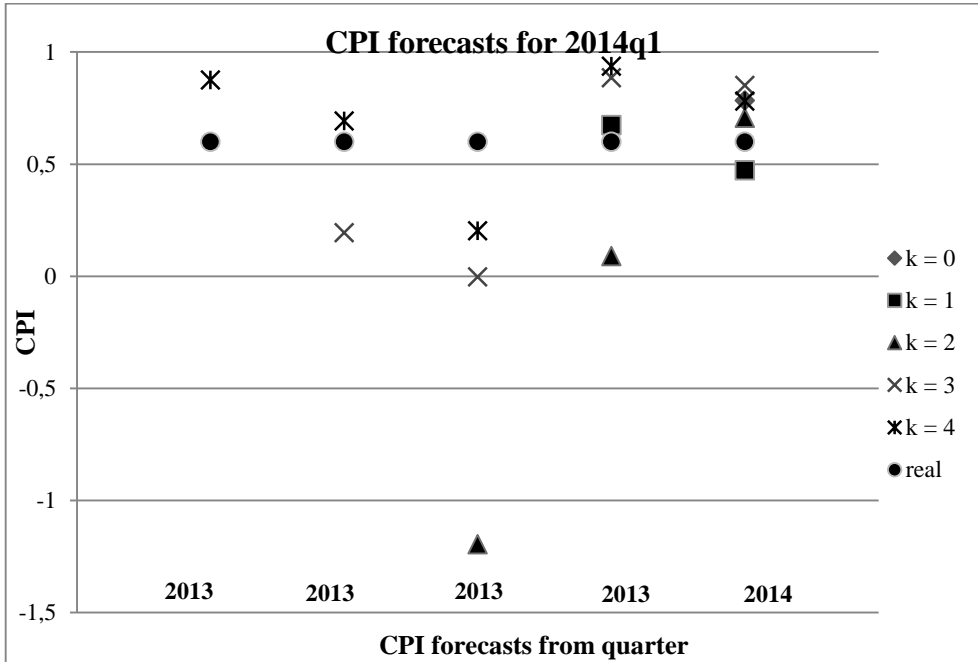 CPI forecasts for 2014q1
1
0,5
0
-0,5
-1
-1,5
CPI
2013
2013
2013
2013
2014
CPI forecasts from quarter
k = 0
k = 1
k = 2
k = 3
k = 4
real